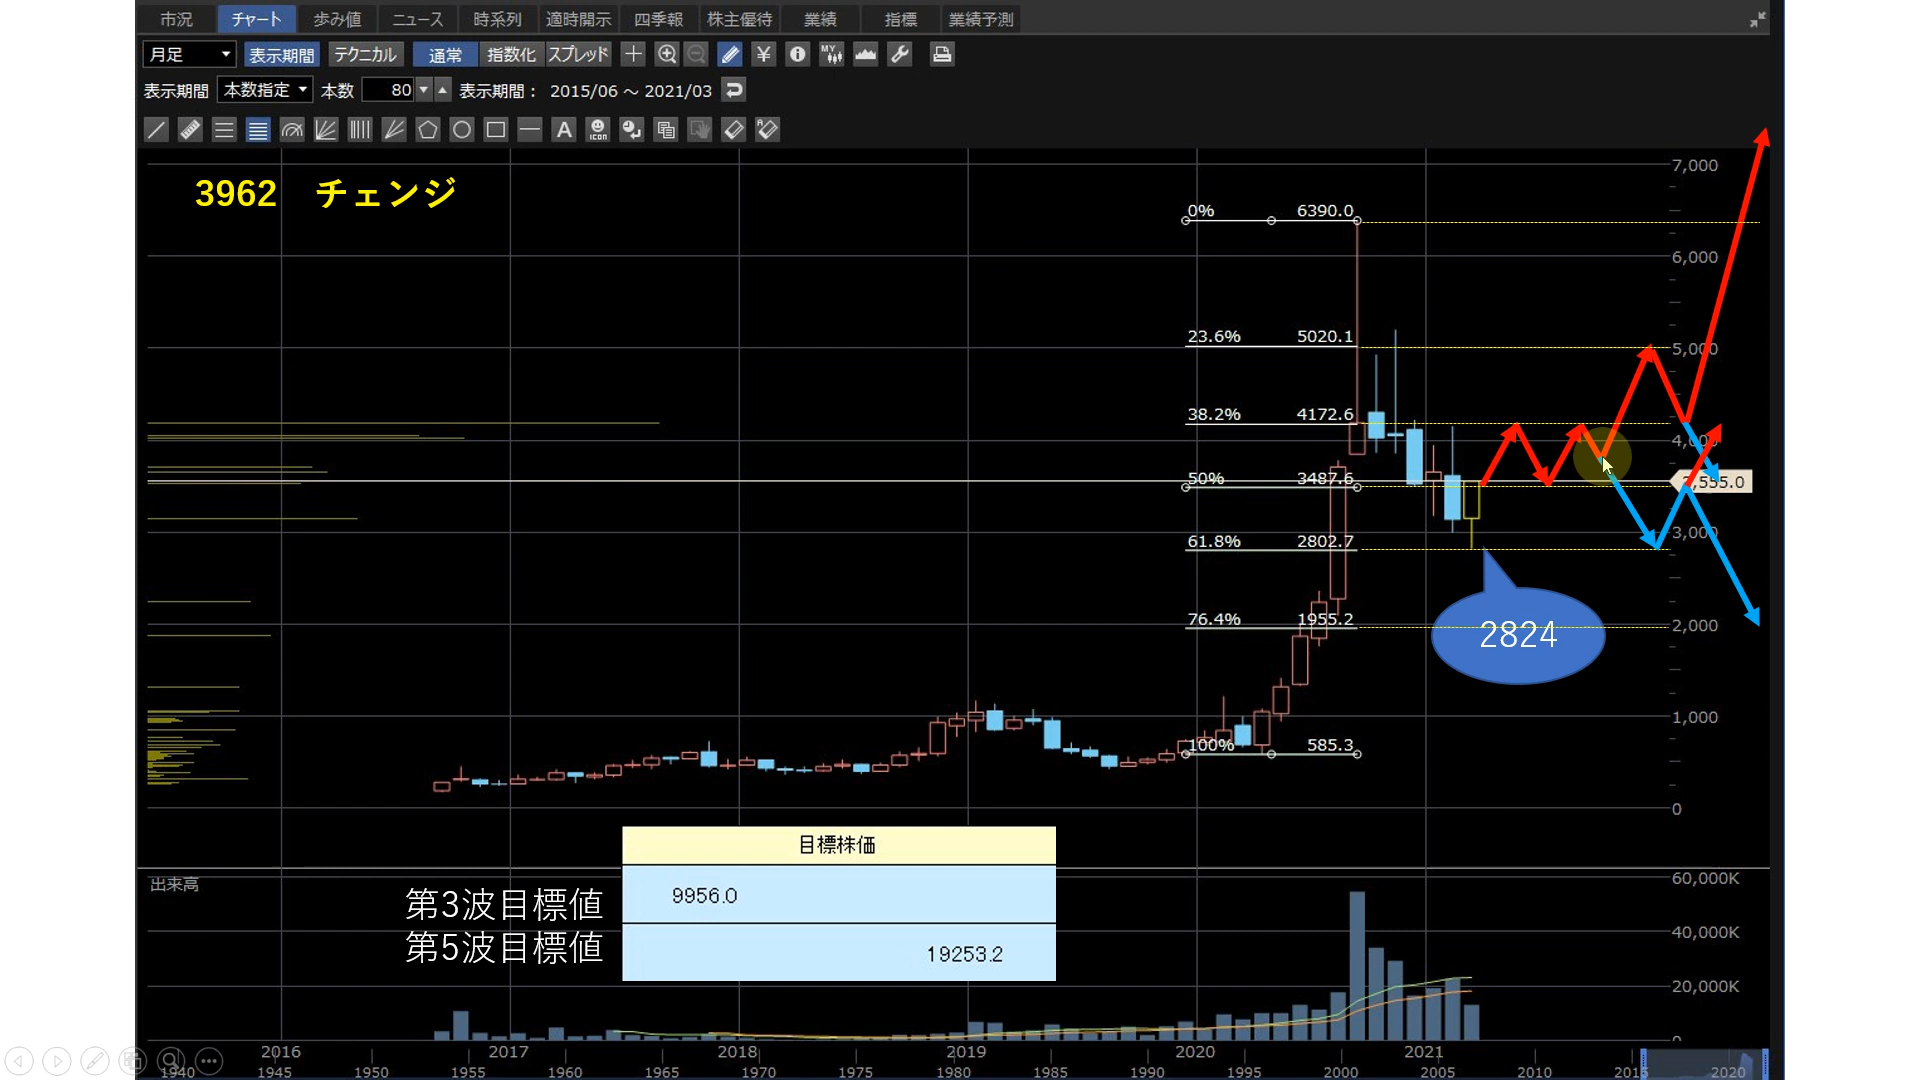 市況 チャート 歩み値 ニュース 時系列 適時開示 四季報 株主優待 業績 指標 業績予測
月足 表示期間 テクニカル 通常 指数化 スプレッド ¥ MY
表示期間 本数指定 本数 80 表示期間： 2015/06 ～ 2021/03
A ICON
3962 チェンジ
7,000
0% 6390.0
6,000
23.6% 5020.1
5,000
38.2% 4172.6
50% 3487.6
61.8% 2802.7
3,000
76.4% 1955.2
2,000
2824
1,000
100% 585.3
0
目標株価
出来高
60,000K
第3波目標値 9956.0
40,000K
第5波目標値 19253.2
20,000K
0
2016 2017 2018 2019 2020 2021
1940 1945 1950 1955 1960 1965 1970 1975 1980 1985 1990 1995 2000 2005 2010 2015 2020